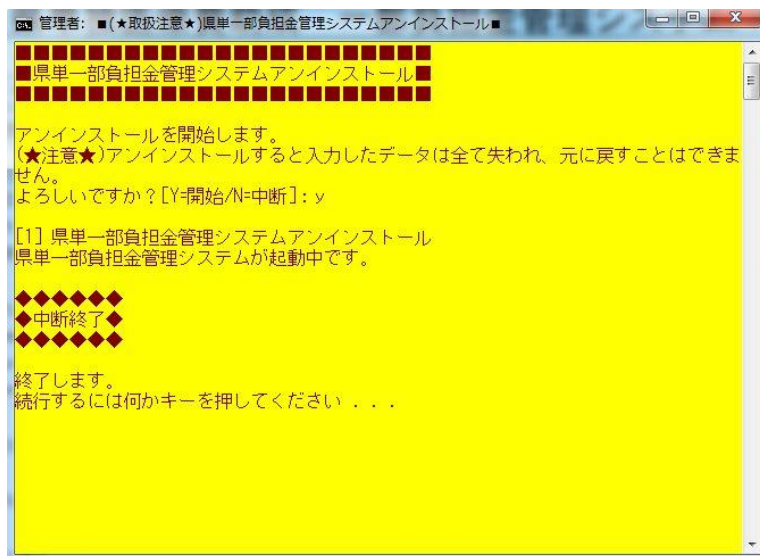 管理者: ■(★取扱注意★)県単一部負担金管理システムアンインストール■
■■■■■■■■■■■■■■■■■■■■■■■
■県単一部負担金管理システムアンインストール■
■■■■■■■■■■■■■■■■■■■■■■■
アンインストールを開始します。
(★注意★)アンインストールすると入力したデータは全て失われ、元に戻すことはできま
せん。
よろしいですか?[Y=開始/N=中断]:y
[1] 県単一部負担金管理システムアンインストール
県単一部負担金管理システムが起動中です。
◆◆◆◆◆◆
◆中断終了◆
◆◆◆◆◆◆
終了します。
続行するには何かキーを押してください . . .